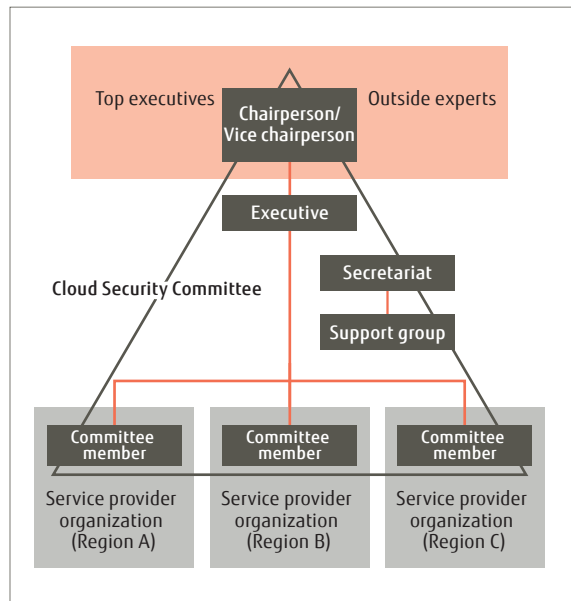 Top executives
Outside experts
Chairperson/
Vice chairperson
Executive
Secretariat
Cloud Security Committee
Support group
Committee
member
Committee
member
Committee
member
Service provider
organization
(Region A)
Service provider
organization
(Region B)
Service provider
organization
(Region C)